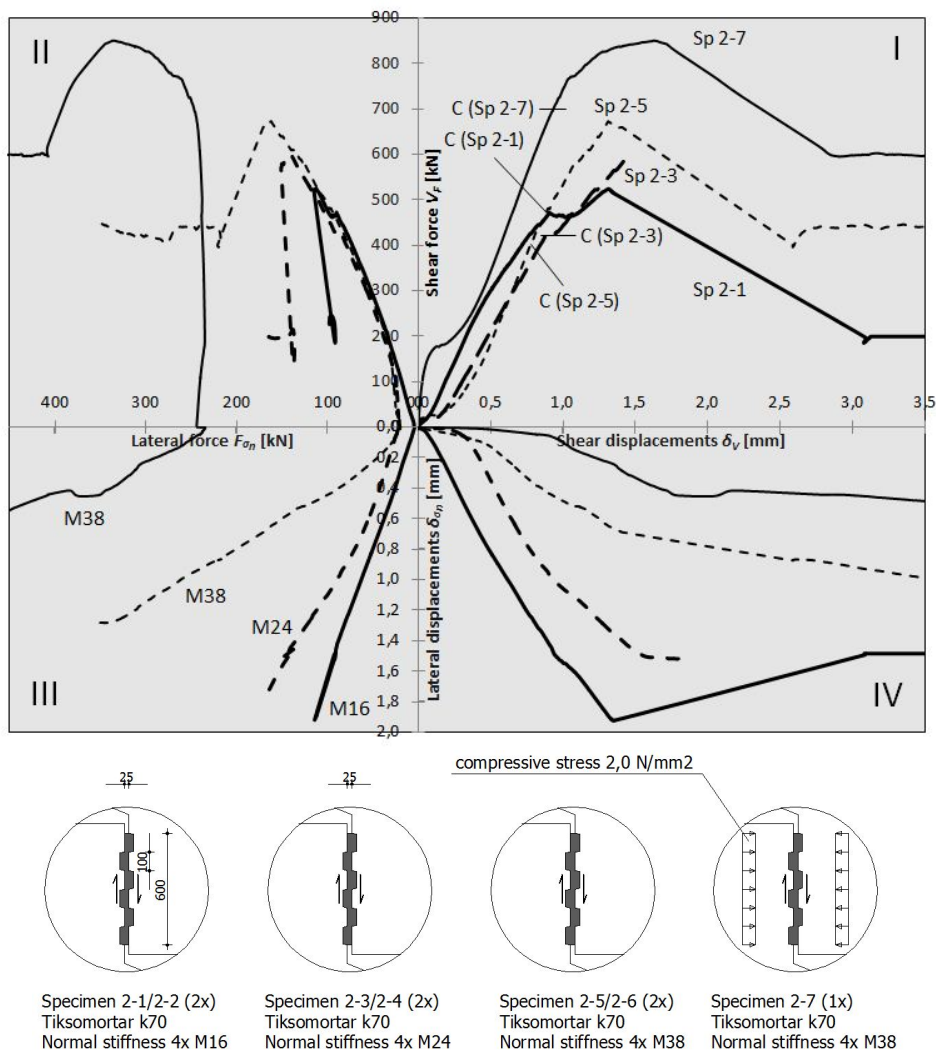 900
II
I
Sp 2-7
800
C (Sp 2-7)
Sp 2-5
700
C (Sp 2-1)
600
Shear force VF [kN]
Sp 2-3
500
C (Sp 2-3)
400
Sp 2-1
300
C (Sp 2-5)
200
100
400 300 200 100 0 0 0,5 1,0 1,5 2,0 2,5 3,0 3,5
Lateral force Fσn [kN]
0,0
Shear displacements δV [mm]
0,2
0,4
Lateral displacements δσn [mm]
M38
0,6
0,8
M38
1,0
1,2
M24
1,4
1,6
III
M16
1,8
IV
2,0
compressive stress 2,0 N/mm2
25
25
100
600
Specimen 2-1/2-2 (2x)
Tiksomortar k70
Normal stiffness 4x M16
Specimen 2-3/2-4 (2x)
Tiksomortar k70
Normal stiffness 4x M24
Specimen 2-5/2-6 (2x)
Tiksomortar k70
Normal stiffness 4x M38
Specimen 2-7 (1x)
Tiksomortar k70
Normal stiffness 4x M38